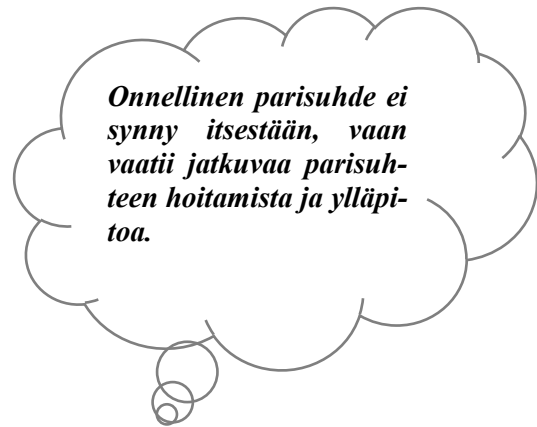 Onnellinen parisuhde ei
synny itsestään, vaan
vaatii jatkuvaa parisuh-
teen hoitamista ja ylläpi-
toa.